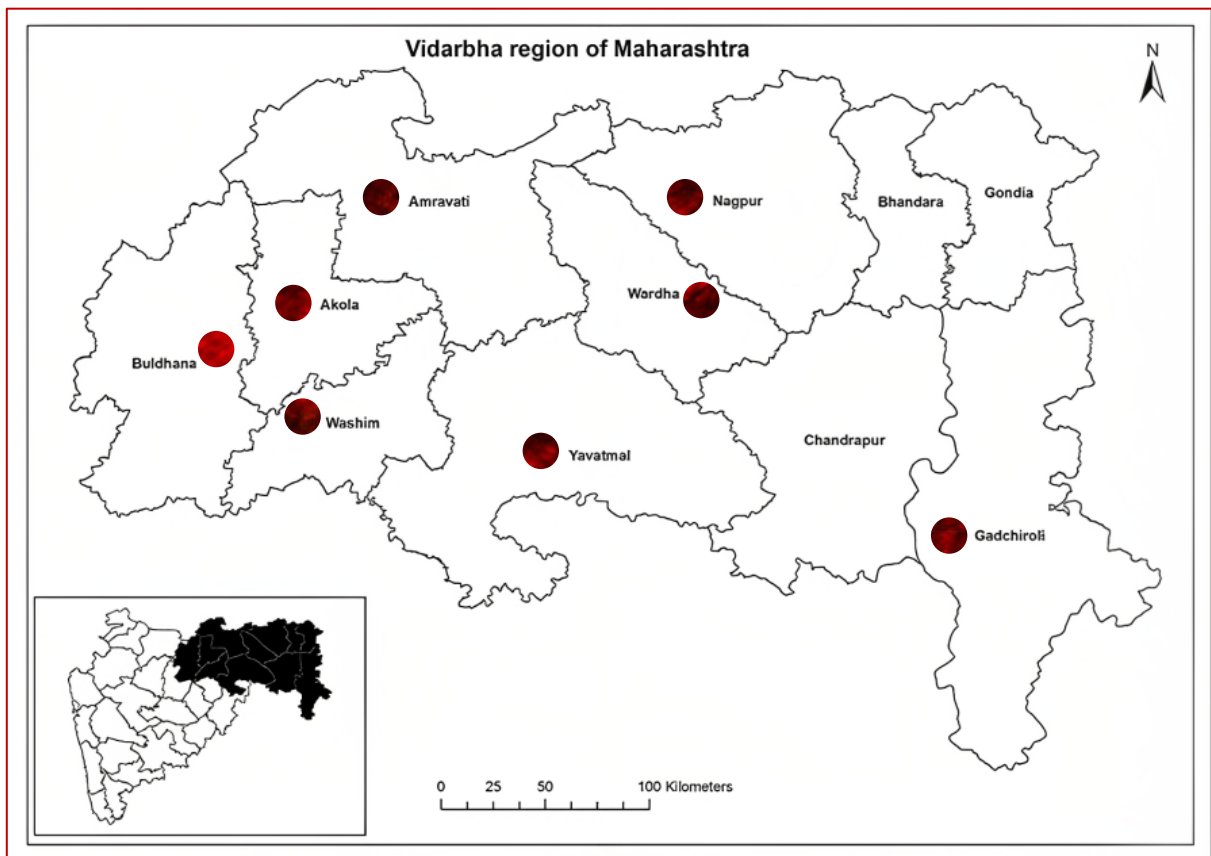 Vidarbha region of Maharashtra
N
Amravati
Nagpur
Bhandara
Gondia
Wardha
Akola
Buldhana
Washim
Chandrapur
Yavatmal
Gadchiroli
0 25 50 100 Kilometers